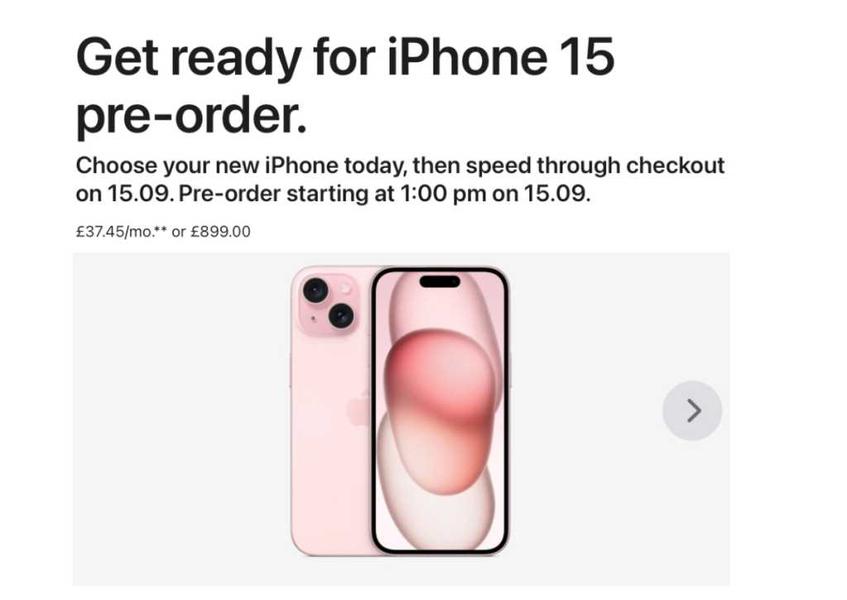 Get ready for iPhone 15
pre-order.
Choose your new iPhone today, then speed through checkout
on 15.09. Pre-order starting at 1:00 pm on 15.09.
£37.45/mo.** or £899.00